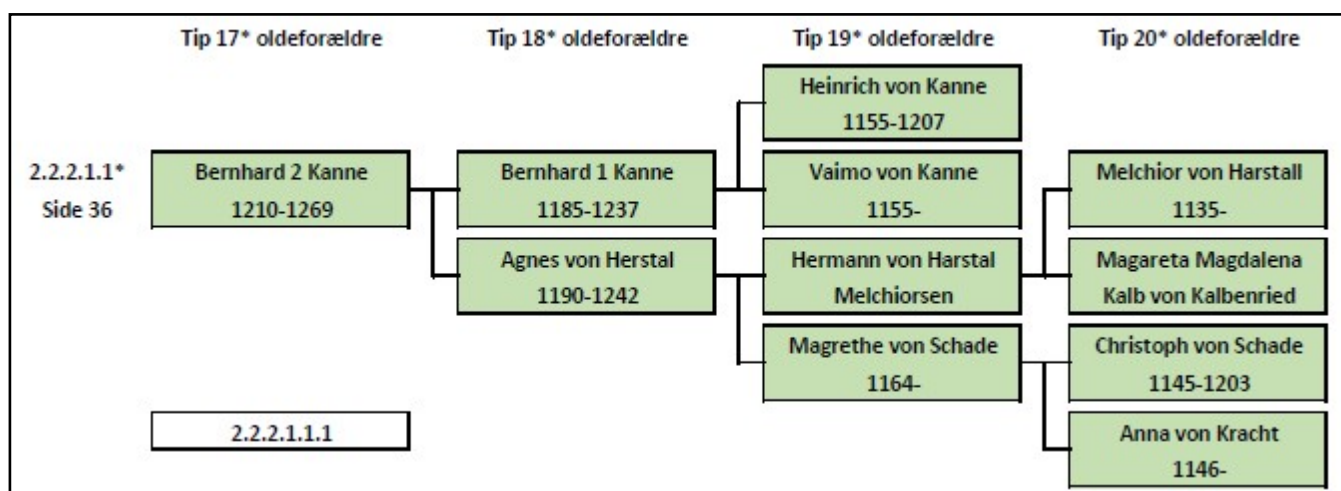 Tip 17* oldeforældre Tip 18* oldeforældre Tip 19* oldeforældre Tip 20* oldeforældre
Heinrich von Kanne
1155-1207
2.2.2.1.1* Bernhard 2 Kanne Bernhard 1 Kanne Vaimo von Kanne Melchior von Harstall
Side 36 1210-1269 1185-1237 1155- 1135-
Agnes von Herstal Hermann von Harstal Magareta Magdalena
1190-1242 Melchiorsen Kalb von Kalbenried
Magrethe von Schade Christoph von Schade
1164- 1145-1203
2.2.2.1.1.1 Anna von Kracht
1146-